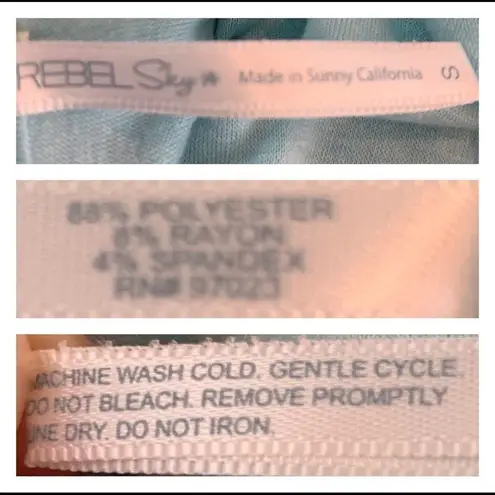 REBEL Sky Made in Sunny California S
88% POLYESTER
8% RAYON
4% SPANDEX
RN# 97023
MACHINE WASH COLD. GENTLE CYCLE.
DO NOT BLEACH. REMOVE PROMPTLY
LINE DRY. DO NOT IRON.